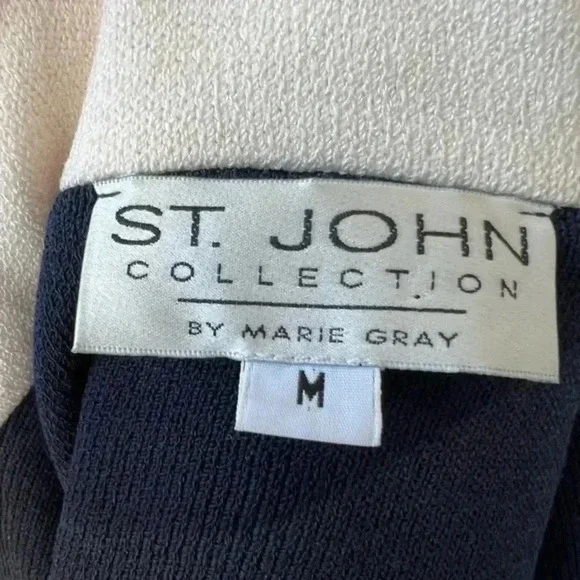 ST. JOHN
COLLECTION
BY MARIE GRAY
M